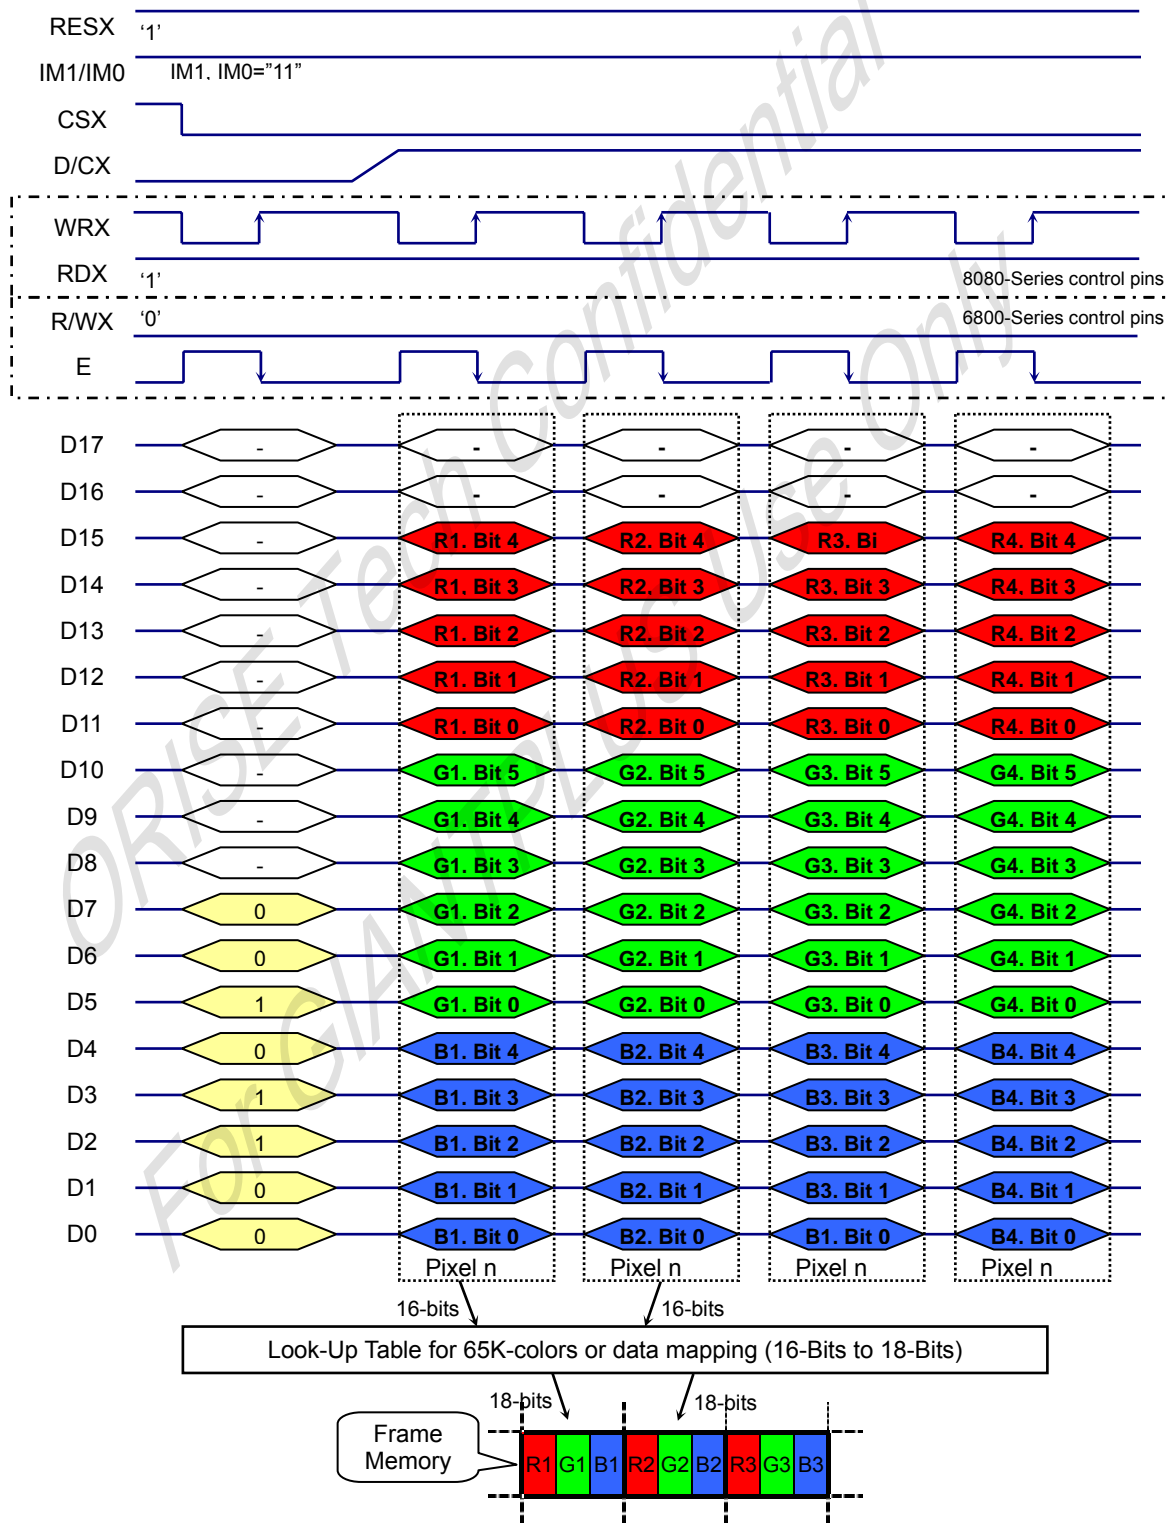 RESX '1'
IM1/IM0 IM1, IM0="11"
CSX
D/CX
WRX
RDX '1' 8080-Series control pins
R/WX '0' 6800-Series control pins
E
D17 - - - - -
D16 - - - - -
D15 - R1. Bit 4 R2. Bit 4 R3. Bi R4. Bit 4
D14 - R1. Bit 3 R2. Bit 3 R3. Bit 3 R4. Bit 3
D13 - R1. Bit 2 R2. Bit 2 R3. Bit 2 R4. Bit 2
D12 - R1. Bit 1 R2. Bit 1 R3. Bit 1 R4. Bit 1
D11 - R1. Bit 0 R2. Bit 0 R3. Bit 0 R4. Bit 0
D10 - G1. Bit 5 G2. Bit 5 G3. Bit 5 G4. Bit 5
D9 - G1. Bit 4 G2. Bit 4 G3. Bit 4 G4. Bit 4
D8 - G1. Bit 3 G2. Bit 3 G3. Bit 3 G4. Bit 3
D7 0 G1. Bit 2 G2. Bit 2 G3. Bit 2 G4. Bit 2
D6 0 G1. Bit 1 G2. Bit 1 G3. Bit 1 G4. Bit 1
D5 1 G1. Bit 0 G2. Bit 0 G3. Bit 0 G4. Bit 0
D4 0 B1. Bit 4 B2. Bit 4 B3. Bit 4 B4. Bit 4
D3 1 B1. Bit 3 B2. Bit 3 B3. Bit 3 B4. Bit 3
D2 1 B1. Bit 2 B2. Bit 2 B3. Bit 2 B4. Bit 2
D1 0 B1. Bit 1 B2. Bit 1 B3. Bit 1 B4. Bit 1
D0 0 B1. Bit 0 B2. Bit 0 B1. Bit 0 B4. Bit 0
Pixel n Pixel n Pixel n Pixel n
16-bits 16-bits
Look-Up Table for 65K-colors or data mapping (16-Bits to 18-Bits)
18-bits 18-bits
Frame
Memory
R1 G1 B1 R2 G2 B2 R3 G3 B3
ORISE Tech Confidential
For GIANTPLUS Use Only